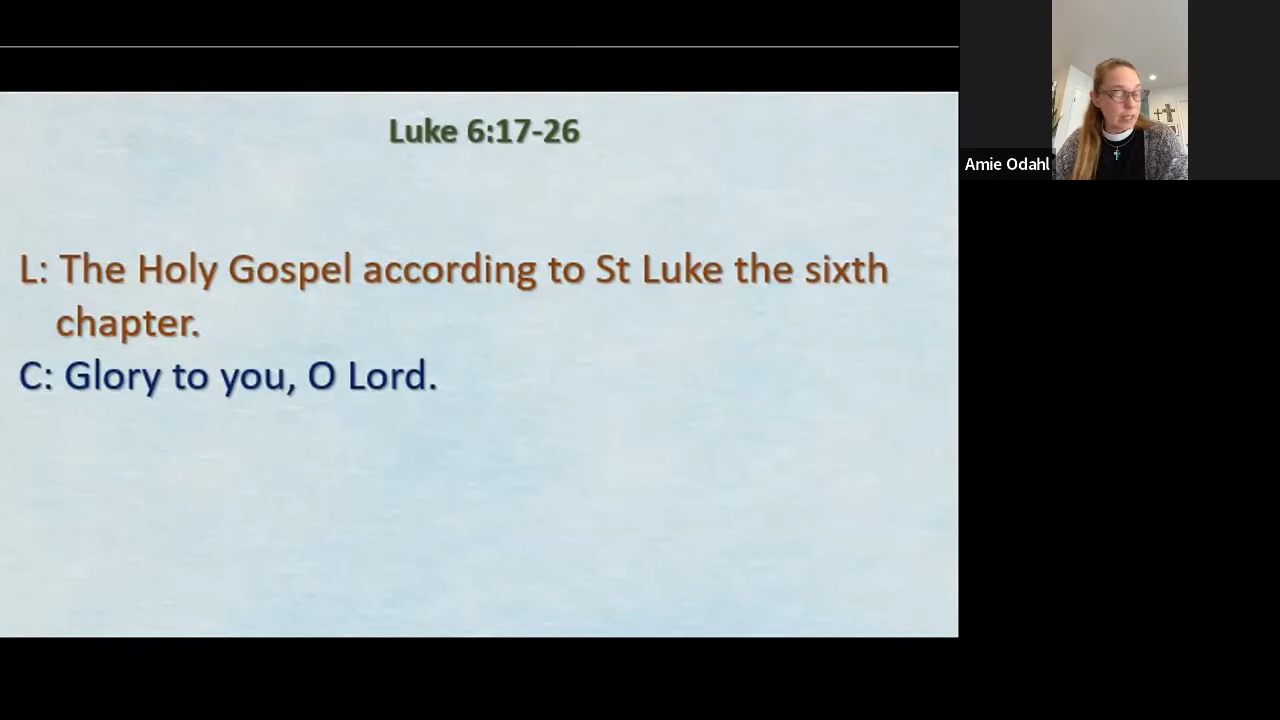 Luke 6:17-26
L: The Holy Gospel according to St Luke the sixth
chapter.
C: Glory to you, O Lord.
Amie Odahl